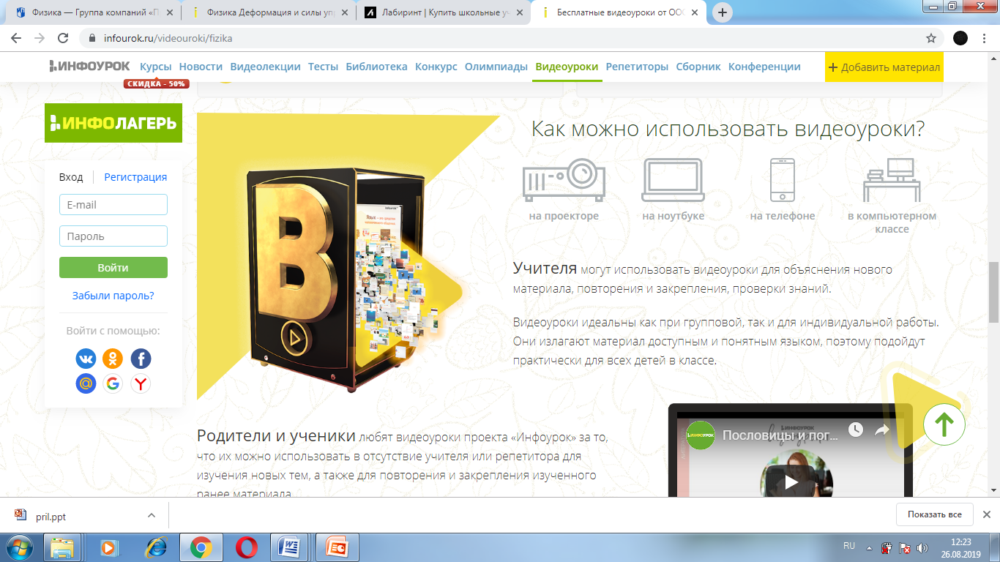 Физика — Группа компаний «П
Физика Деформация и силы упр
Лабиринт | Купить школьные уч
Бесплатные видеоуроки от ООО
infourok.ru/videouroki/fizika
ИНФОУРОК
Курсы
Новости
Видеолекции
Тесты
Библиотека
Конкурс
Олимпиады
Видеоуроки
Репетиторы
Сборник
Конференции
+ Добавить материал
СКИДКА - 50%
ИНФОЛАГЕРЬ
Вход
Регистрация
E-mail
Пароль
Войти
Забыли пароль?
Войти с помощью:
В
Как можно использовать видеоуроки?
на проекторе
на ноутбуке
на телефоне
в компьютерном
классе
Учителя могут использовать видеоуроки для объяснения нового
материала, повторения и закрепления, проверки знаний.
Видеоуроки идеальны как при групповой, так и для индивидуальной работы.
Они излагают материал доступным и понятным языком, поэтому подойдут
практически для всех детей в классе.
Родители и ученики любят видеоуроки проекта «Инфоурок» за то,
что их можно использовать в отсутствие учителя или репетитора для
изучения новых тем, а также для повторения и закрепления изученного
ранее материала.
ИНФОУРОК
Пословицы и пог...
ИНФОУРОК
pril.ppt
Показать все
RU
12:23
26.08.2019